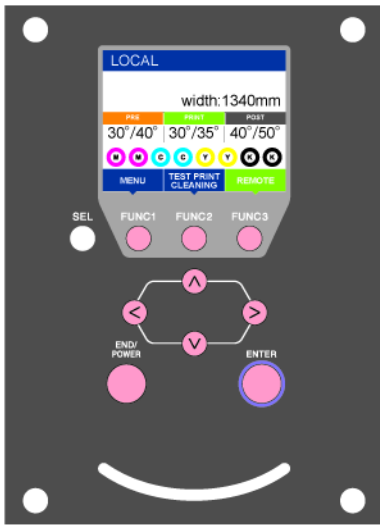 LOCAL
width:1340mm
PRE PRINT POST
30°/40° 30°/35° 40°/50°
M M C C Y Y K K
MENU TEST PRINT CLEANING REMOTE
SEL FUNC1 FUNC2 FUNC3
END/
POWER
ENTER